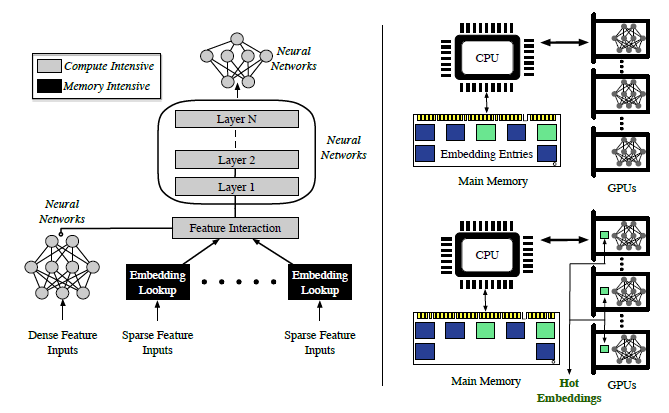 Neural
Networks
Compute Intensive
Memory Intensive
Layer N
Layer 2
Layer 1
Neural
Networks
Neural
Networks
Feature Interaction
Embedding
Lookup
Embedding
Lookup
Dense Feature
Inputs
Sparse Feature
Inputs
Sparse Feature
Inputs
CPU
Embedding Entries
Main Memory
GPUs
CPU
Main Memory
Hot
Embeddings
GPUs